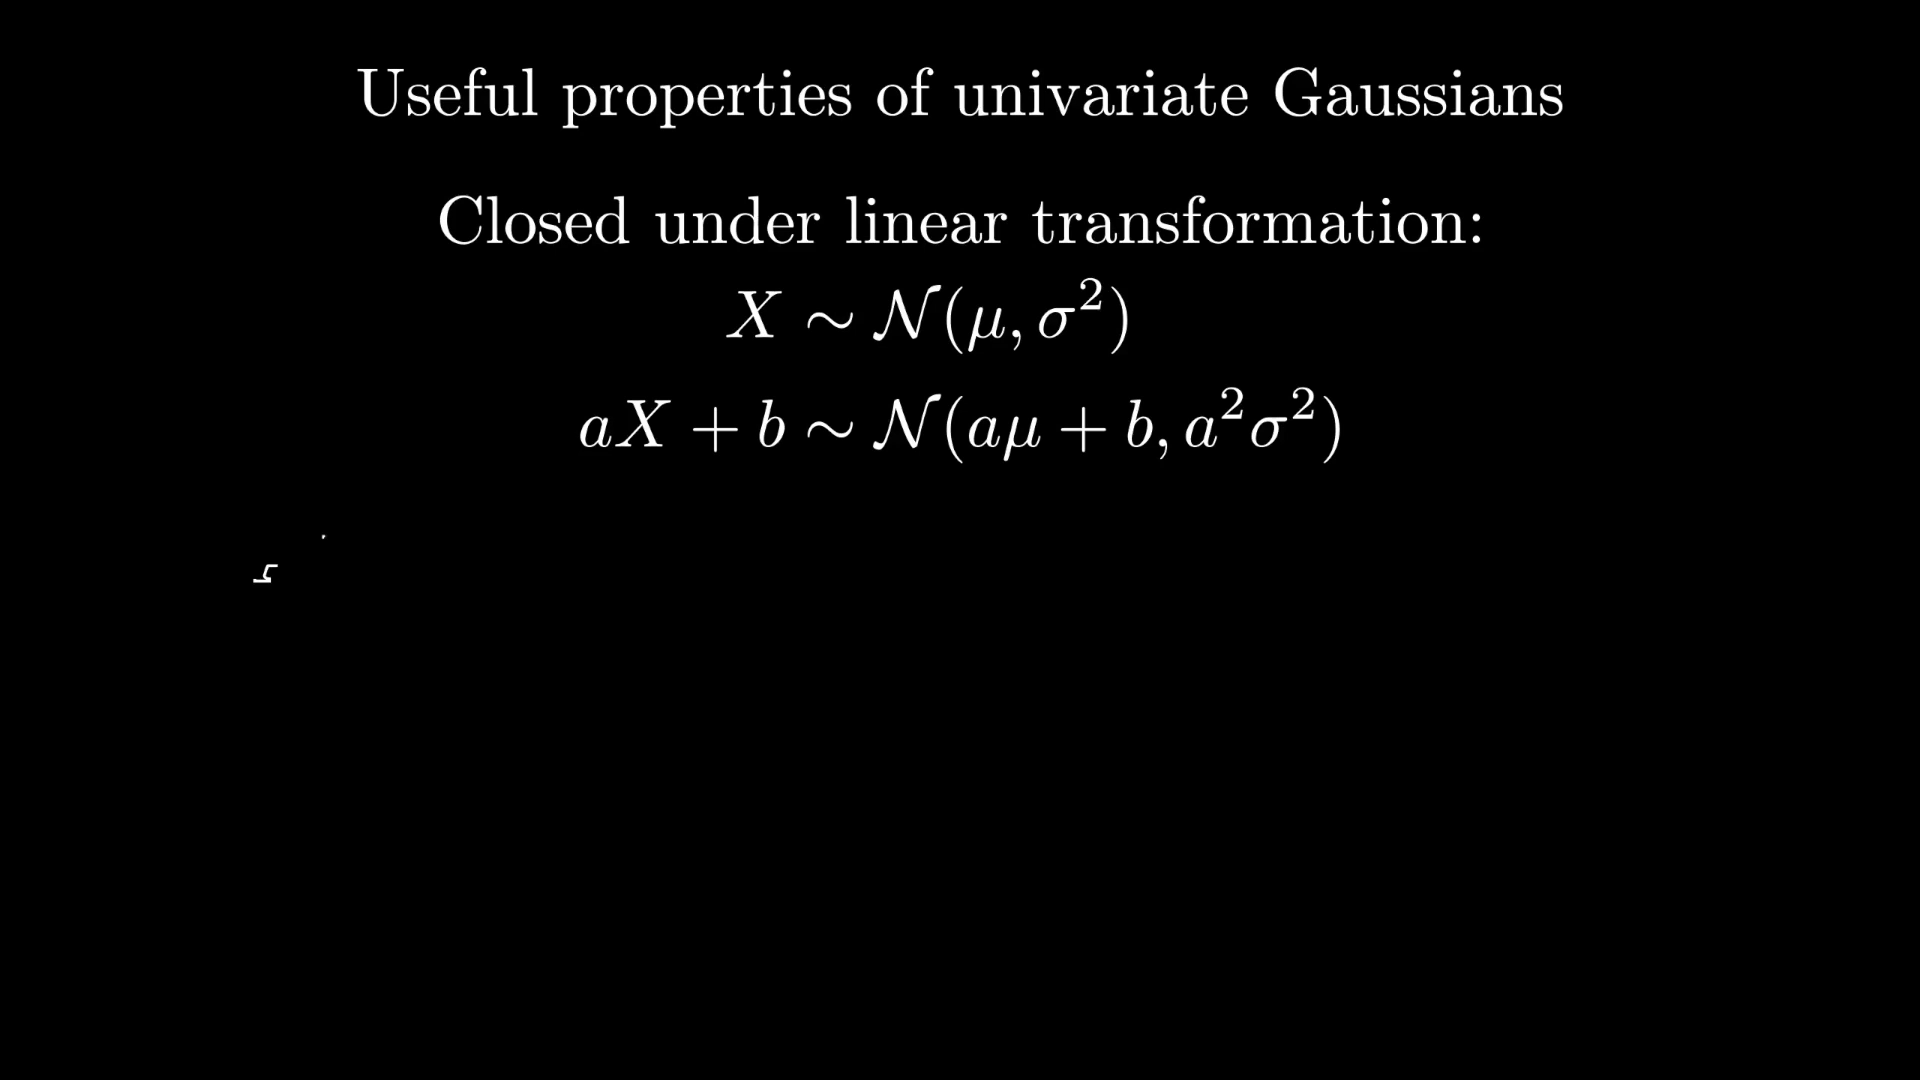 Useful properties of univariate Gaussians
Closed under linear transformation:
X ∼ 𝒩(μ, σ²)
aX + b ∼ 𝒩(aμ + b, a²σ²)